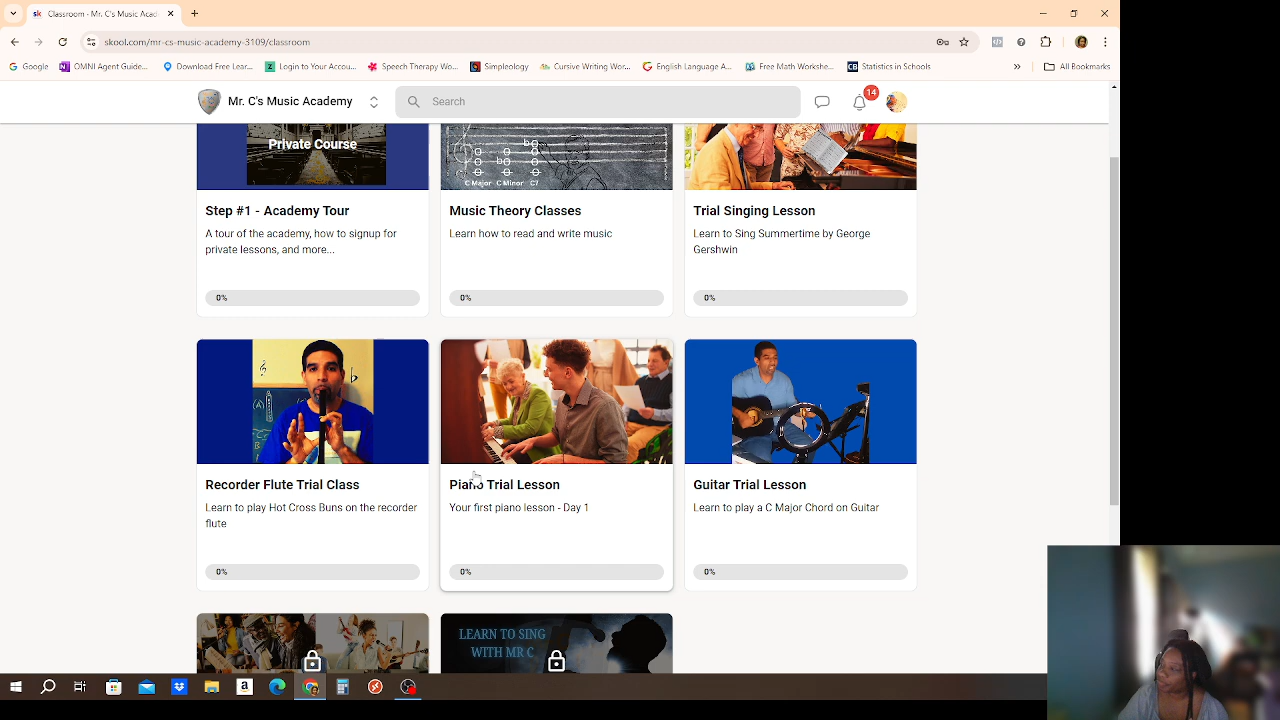 Classroom - Mr. C's Music Acad
skool.com/mr-cs-music-academy-3109/classroom
Google
OMNI Agent Guide...
Download Free Lear...
Login to Your Accou...
Speech Therapy Wo...
Simpleology
Cursive Writing Wor...
English Language A...
Free Math Workshe...
Statistics in Schools
»
All Bookmarks
Mr. C's Music Academy
Search
14
Private Course
C Major C Minor C7
Step #1 - Academy Tour
A tour of the academy, how to signup for
private lessons, and more...
0%
Music Theory Classes
Learn how to read and write music
0%
Trial Singing Lesson
Learn to Sing Summertime by George
Gershwin
0%
Recorder Flute Trial Class
Learn to play Hot Cross Buns on the recorder
flute
0%
Piano Trial Lesson
Your first piano lesson - Day 1
0%
Guitar Trial Lesson
Learn to play a C Major Chord on Guitar
0%
LEARN TO SING
WITH MR C